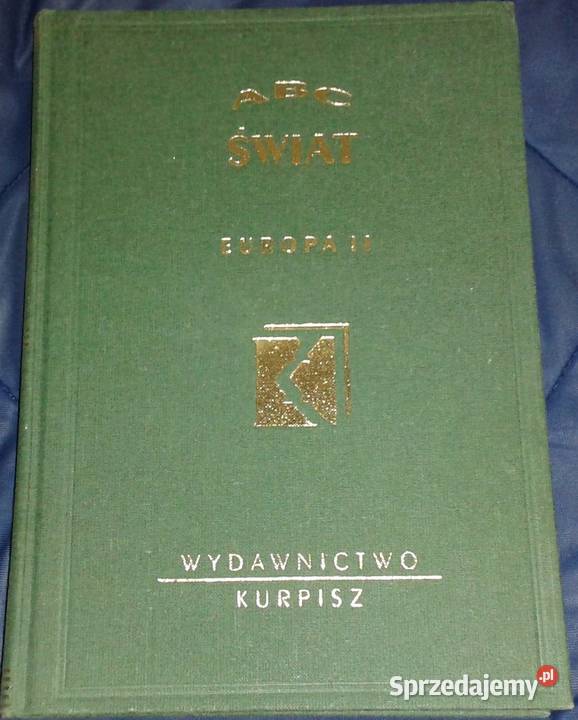 ABC
ŚWIAT
EUROPA II
WYDAWNICTWO
KURPISZ
Sprzedajemy.pl